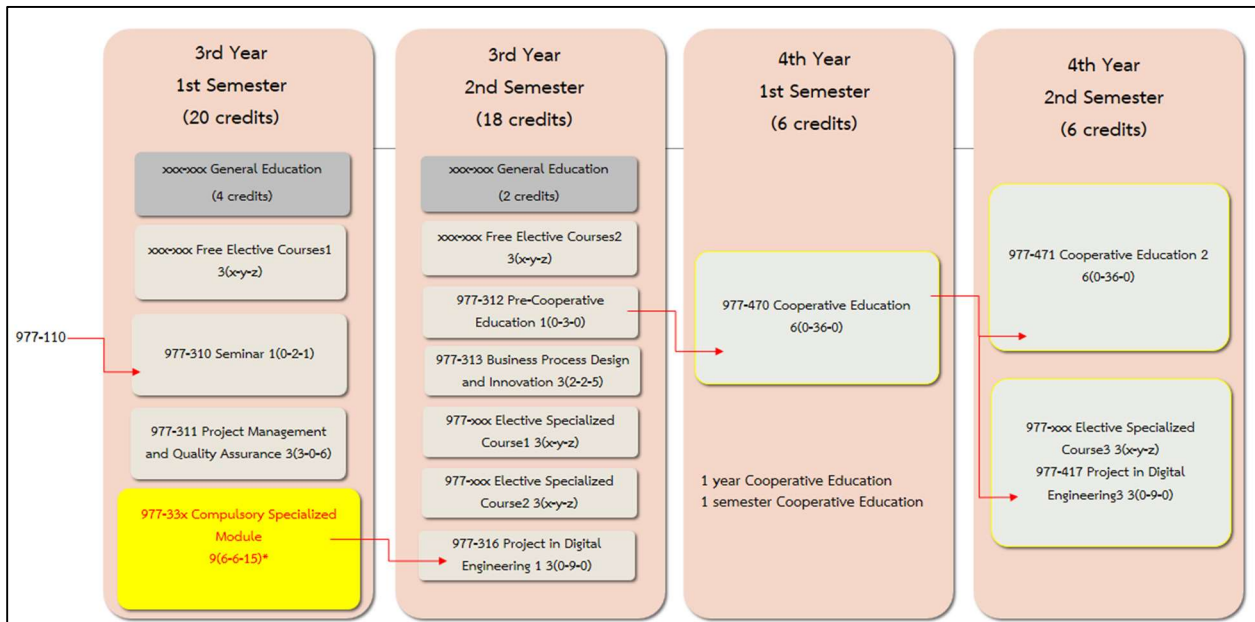 3rd Year
1st Semester
(20 credits)
xxx-xxx General Education
(4 credits)
xxx-xxx Free Elective Courses1
3(x-y-z)
977-110
977-310 Seminar 1(0-2-1)
977-311 Project Management
and Quality Assurance 3(3-0-6)
977-33x Compulsory Specialized
Module
9(6-6-15)*
3rd Year
2nd Semester
(18 credits)
xxx-xxx General Education
(2 credits)
xxx-xxx Free Elective Courses2
3(x-y-z)
977-312 Pre-Cooperative
Education 1(0-3-0)
977-313 Business Process Design
and Innovation 3(2-2-5)
977-xxx Elective Specialized
Course1 3(x-y-z)
977-xxx Elective Specialized
Course2 3(x-y-z)
977-316 Project in Digital
Engineering 1 3(0-9-0)
4th Year
1st Semester
(6 credits)
977-470 Cooperative Education
6(0-36-0)
1 year Cooperative Education
1 semester Cooperative Education
4th Year
2nd Semester
(6 credits)
977-471 Cooperative Education 2
6(0-36-0)
977-xxx Elective Specialized
Course3 3(x-y-z)
977-417 Project in Digital
Engineering3 3(0-9-0)